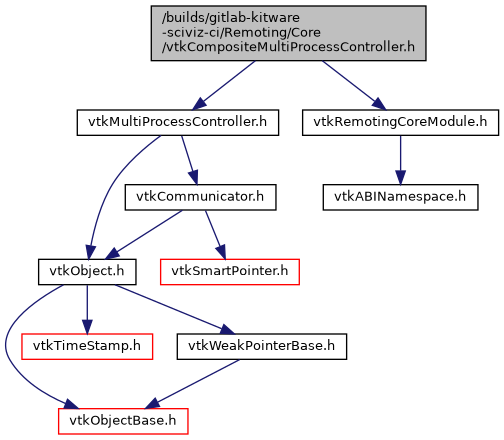 /builds/gitlab-kitware
-sciviz-ci/Remoting/Core
/vtkCompositeMultiProcessController.h
vtkMultiProcessController.h
vtkRemotingCoreModule.h
vtkCommunicator.h
vtkABINamespace.h
vtkObject.h
vtkSmartPointer.h
vtkTimeStamp.h
vtkWeakPointerBase.h
vtkObjectBase.h